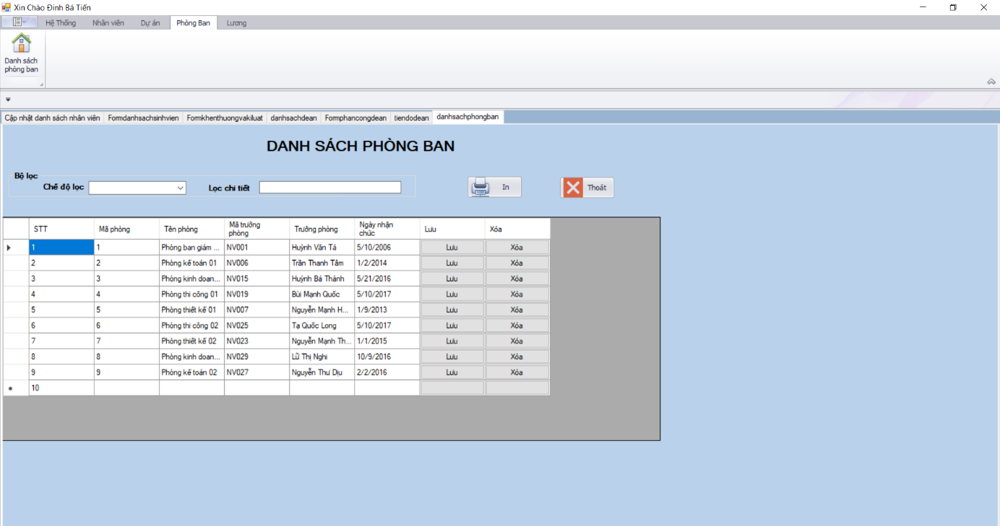 Xin Chào Đinh Bá Tiến
Hệ Thống Nhân viên Dự án Phòng Ban Lương
Danh sách
phòng ban
Cập nhật danh sách nhân viên Formdanhsachsinhvien Formkhenthuongvakiluat danhsachdean Formphancongdean tiendodean danhsachphongban
DANH SÁCH PHÒNG BAN
Bộ lọc
Chế độ lọc Lọc chi tiết In Thoát
STT Mã phòng Tên phòng Mã trưởng phòng Trưởng phòng Ngày nhận chức Lưu Xóa
1 1 Phòng ban giám ... NV001 Huỳnh Văn Tá 5/10/2006 Lưu Xóa
2 2 Phòng kế toán 01 NV006 Trần Thanh Tâm 1/2/2014 Lưu Xóa
3 3 Phòng kinh doan... NV015 Huỳnh Bá Thành 5/21/2016 Lưu Xóa
4 4 Phòng thi công 01 NV019 Bùi Mạnh Quốc 5/10/2017 Lưu Xóa
5 5 Phòng thiết kế 01 NV007 Nguyễn Mạnh H... 1/9/2013 Lưu Xóa
6 6 Phòng thi công 02 NV025 Tạ Quốc Long 5/10/2017 Lưu Xóa
7 7 Phòng thiết kế 02 NV023 Nguyễn Mạnh Th... 1/1/2015 Lưu Xóa
8 8 Phòng kinh doan... NV029 Lữ Thị Nghi 10/9/2016 Lưu Xóa
9 9 Phòng kế toán 02 NV027 Nguyễn Thư Dịu 2/2/2016 Lưu Xóa
10